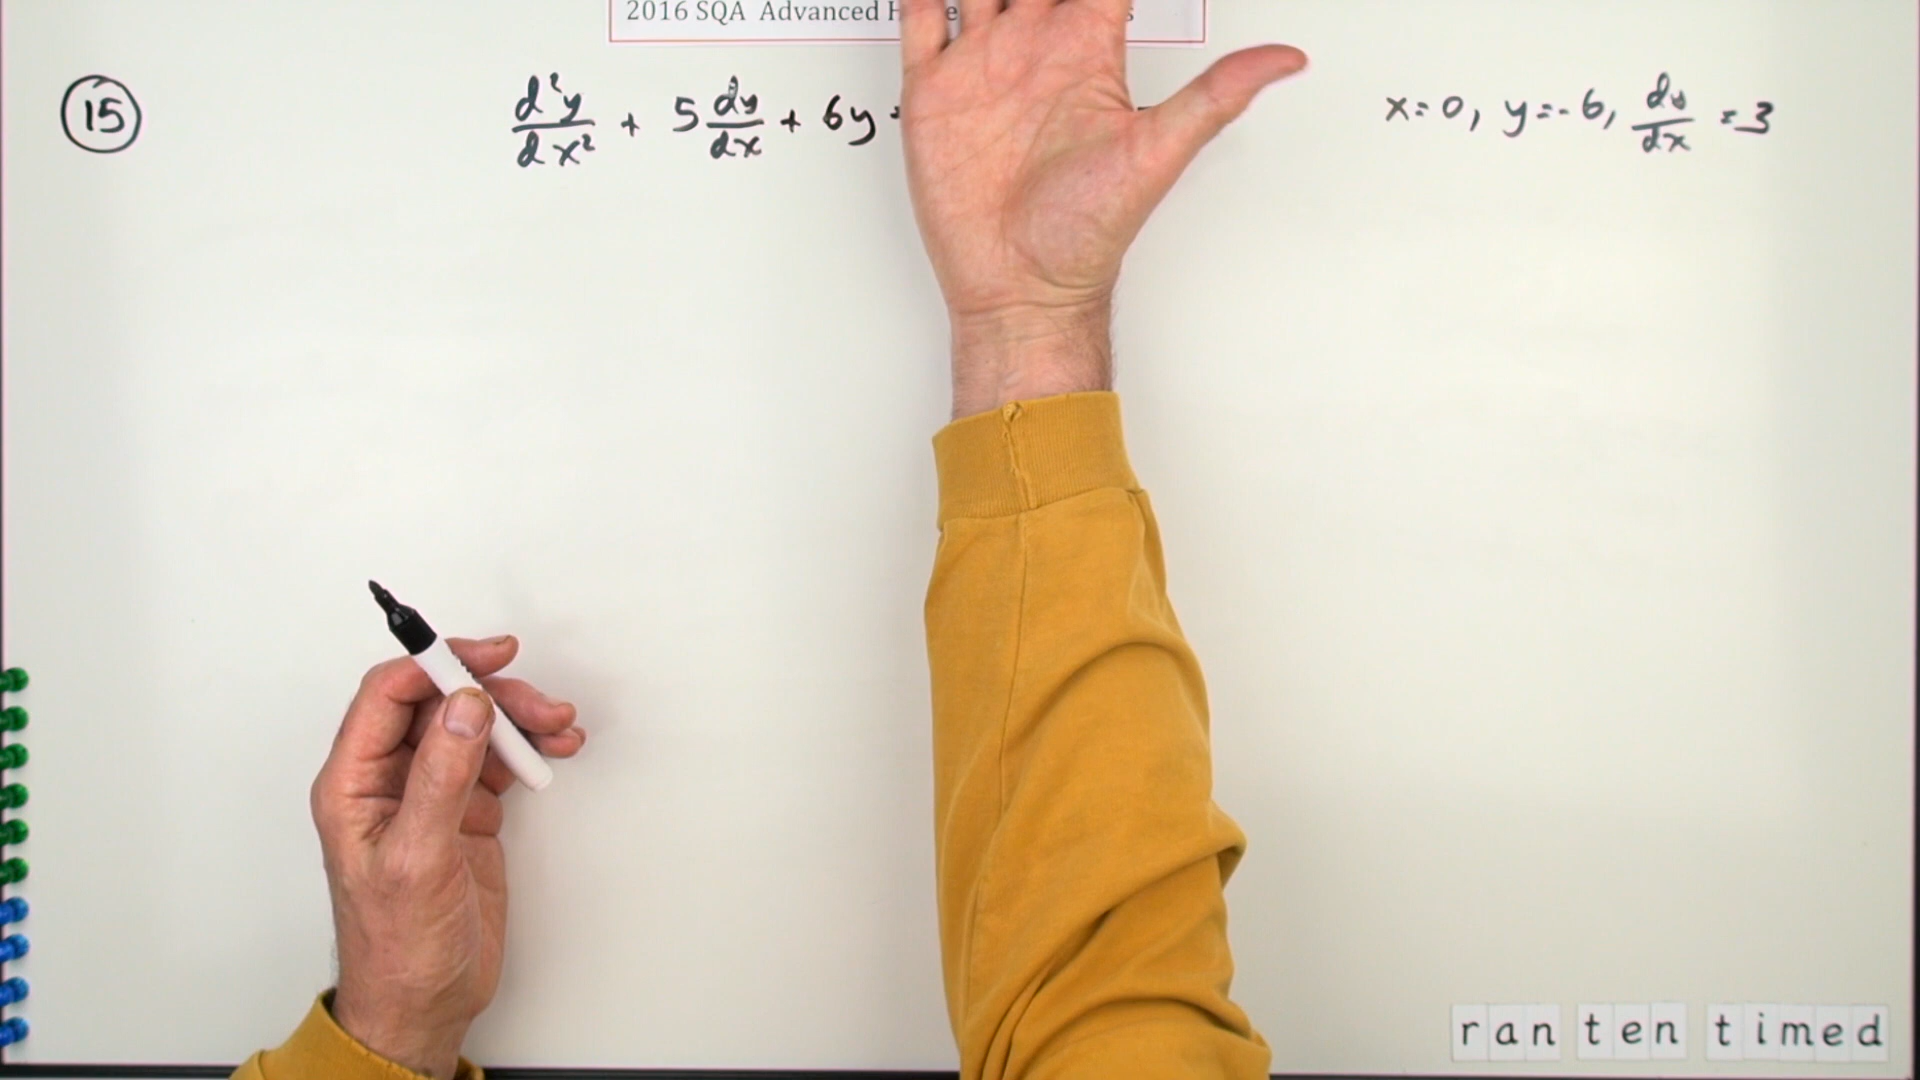 2016 SQA Advanced
15 d²y/dx² + 5 dy/dx + 6y = x=0, y=-6, dy/dx =3
ran ten timed